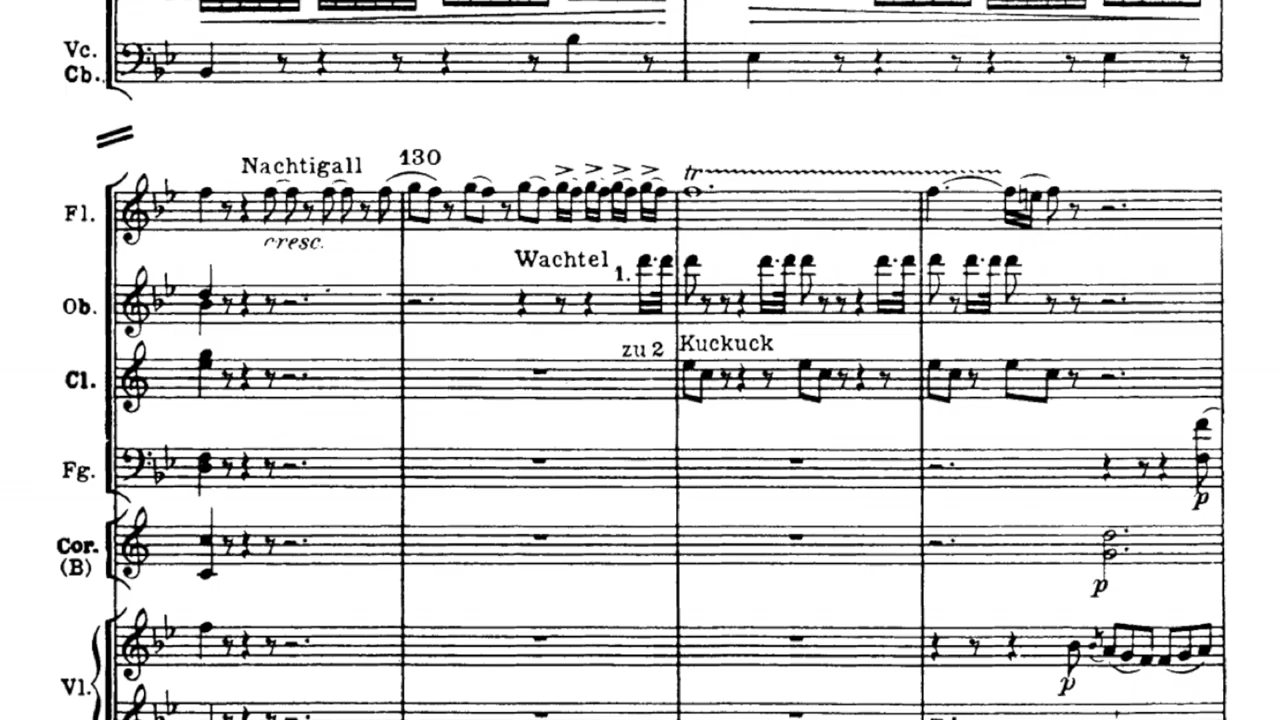 Vc.
Cb.
Nachtigall 130
tr
Fl.
cresc.
Wachtel
1.
Ob.
zu 2 Kuckuck
Cl.
Fg.
p
Cor.
(B)
p
Vl.
p